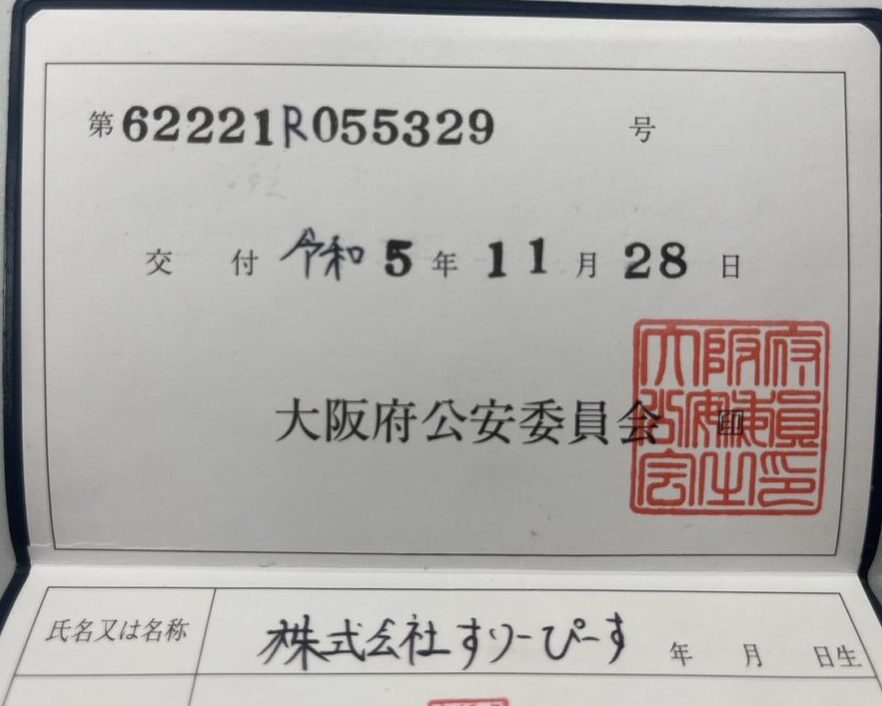 第62221R055329号
交付 令和5年11月28日
大阪府公安委員会 印
氏名又は名称 株式会社すりーぴーす 年 月 日生